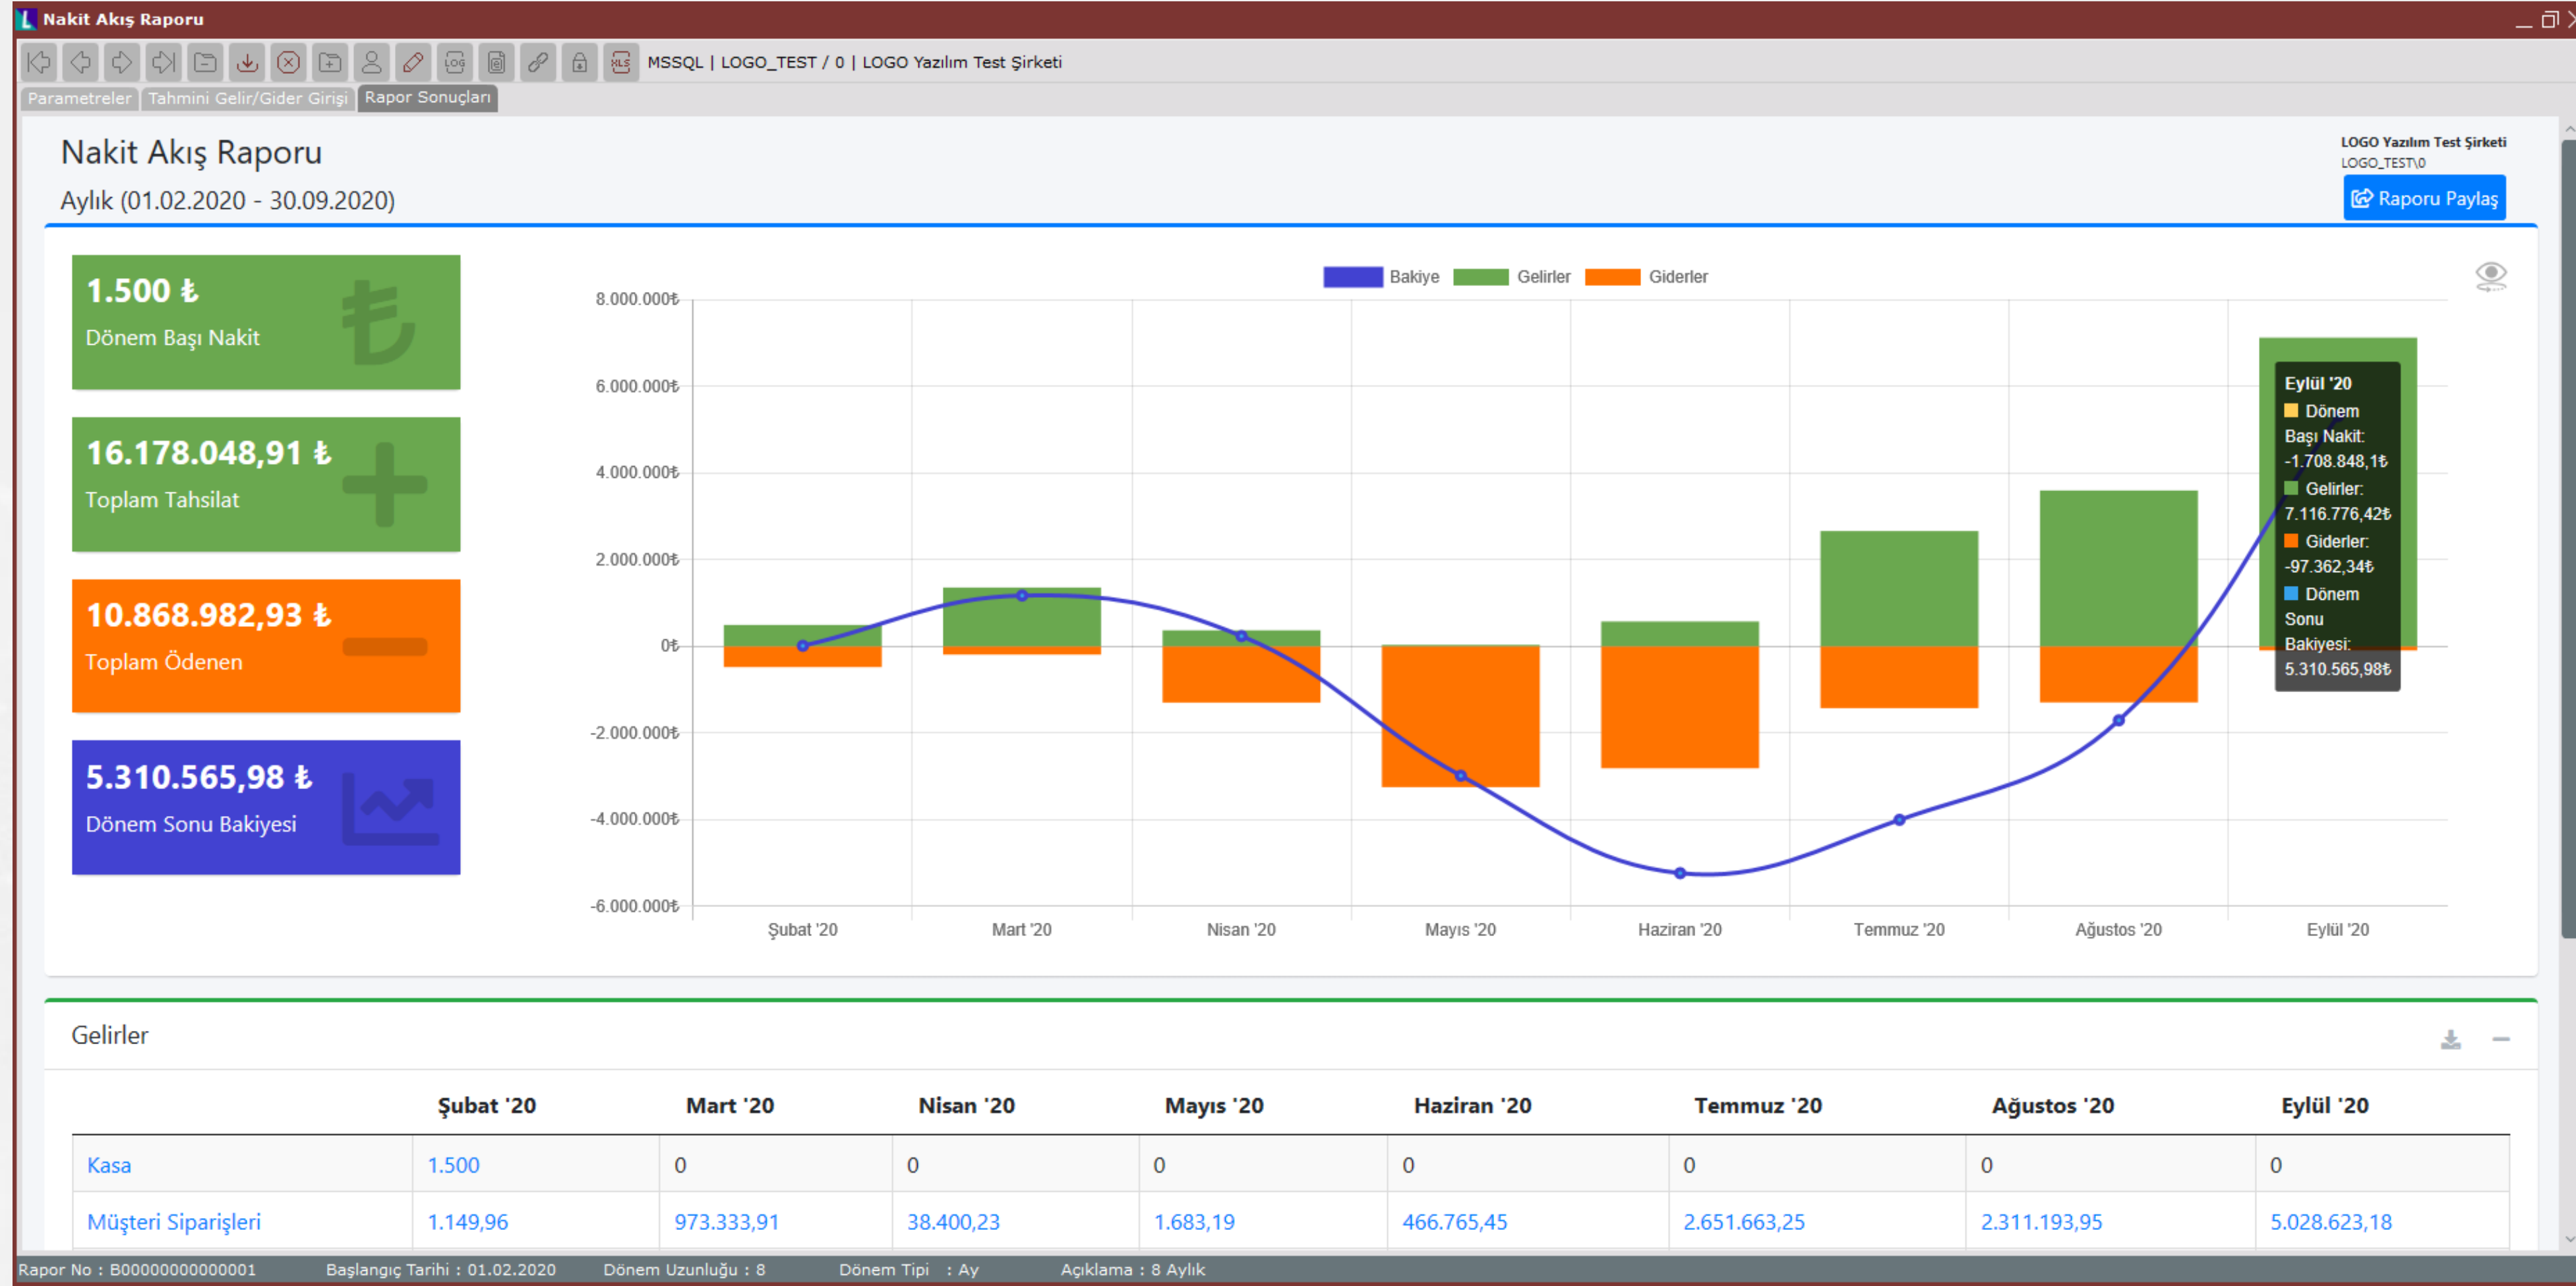 Nakit Akış Raporu
LOG
XLS
MSSQL | LOGO_TEST / 0 | LOGO Yazılım Test Şirketi
Parametreler Tahmini Gelir/Gider Girişi Rapor Sonuçları
Nakit Akış Raporu
Aylık (01.02.2020 - 30.09.2020)
LOGO Yazılım Test Şirketi
LOGO_TEST\0
Raporu Paylaş
1.500 ₺
Dönem Başı Nakit
16.178.048,91 ₺
Toplam Tahsilat
10.868.982,93 ₺
Toplam Ödenen
5.310.565,98 ₺
Dönem Sonu Bakiyesi
Bakiye Gelirler Giderler
8.000.000₺
6.000.000₺
4.000.000₺
2.000.000₺
0₺
-2.000.000₺
-4.000.000₺
-6.000.000₺
Şubat '20 Mart '20 Nisan '20 Mayıs '20 Haziran '20 Temmuz '20 Ağustos '20 Eylül '20
Eylül '20
Dönem
Başı Nakit:
-1.708.848,1₺
Gelirler:
7.116.776,42₺
Giderler:
-97.362,34₺
Dönem
Sonu
Bakiyesi:
5.310.565,98₺
Gelirler
Şubat '20 Mart '20 Nisan '20 Mayıs '20 Haziran '20 Temmuz '20 Ağustos '20 Eylül '20
Kasa 1.500 0 0 0 0 0 0 0
Müşteri Siparişleri 1.149,96 973.333,91 38.400,23 1.683,19 466.765,45 2.651.663,25 2.311.193,95 5.028.623,18
Rapor No : B00000000000001 Başlangıç Tarihi : 01.02.2020 Dönem Uzunluğu : 8 Dönem Tipi : Ay Açıklama : 8 Aylık